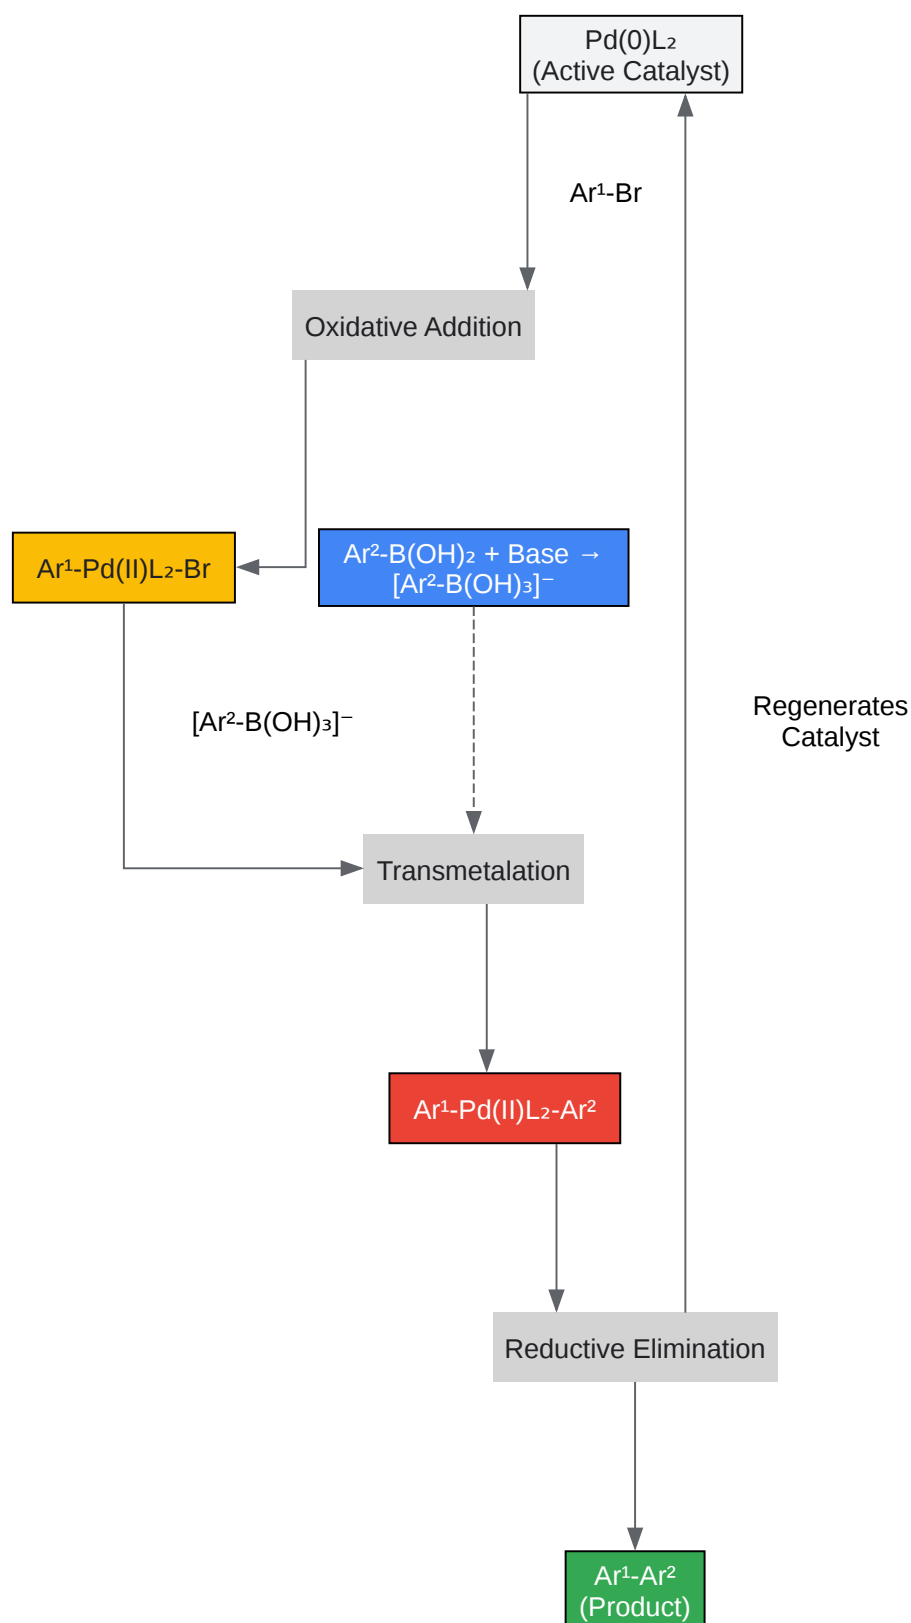 Pd(0)L₂
(Active Catalyst)
Ar¹-Br
Oxidative Addition
Ar¹-Pd(II)L₂-Br
Ar²-B(OH)₂ + Base →
[Ar²-B(OH)₃]⁻
[Ar²-B(OH)₃]⁻
Regenerates
Catalyst
Transmetalation
Ar¹-Pd(II)L₂-Ar²
Reductive Elimination
Ar¹-Ar²
(Product)